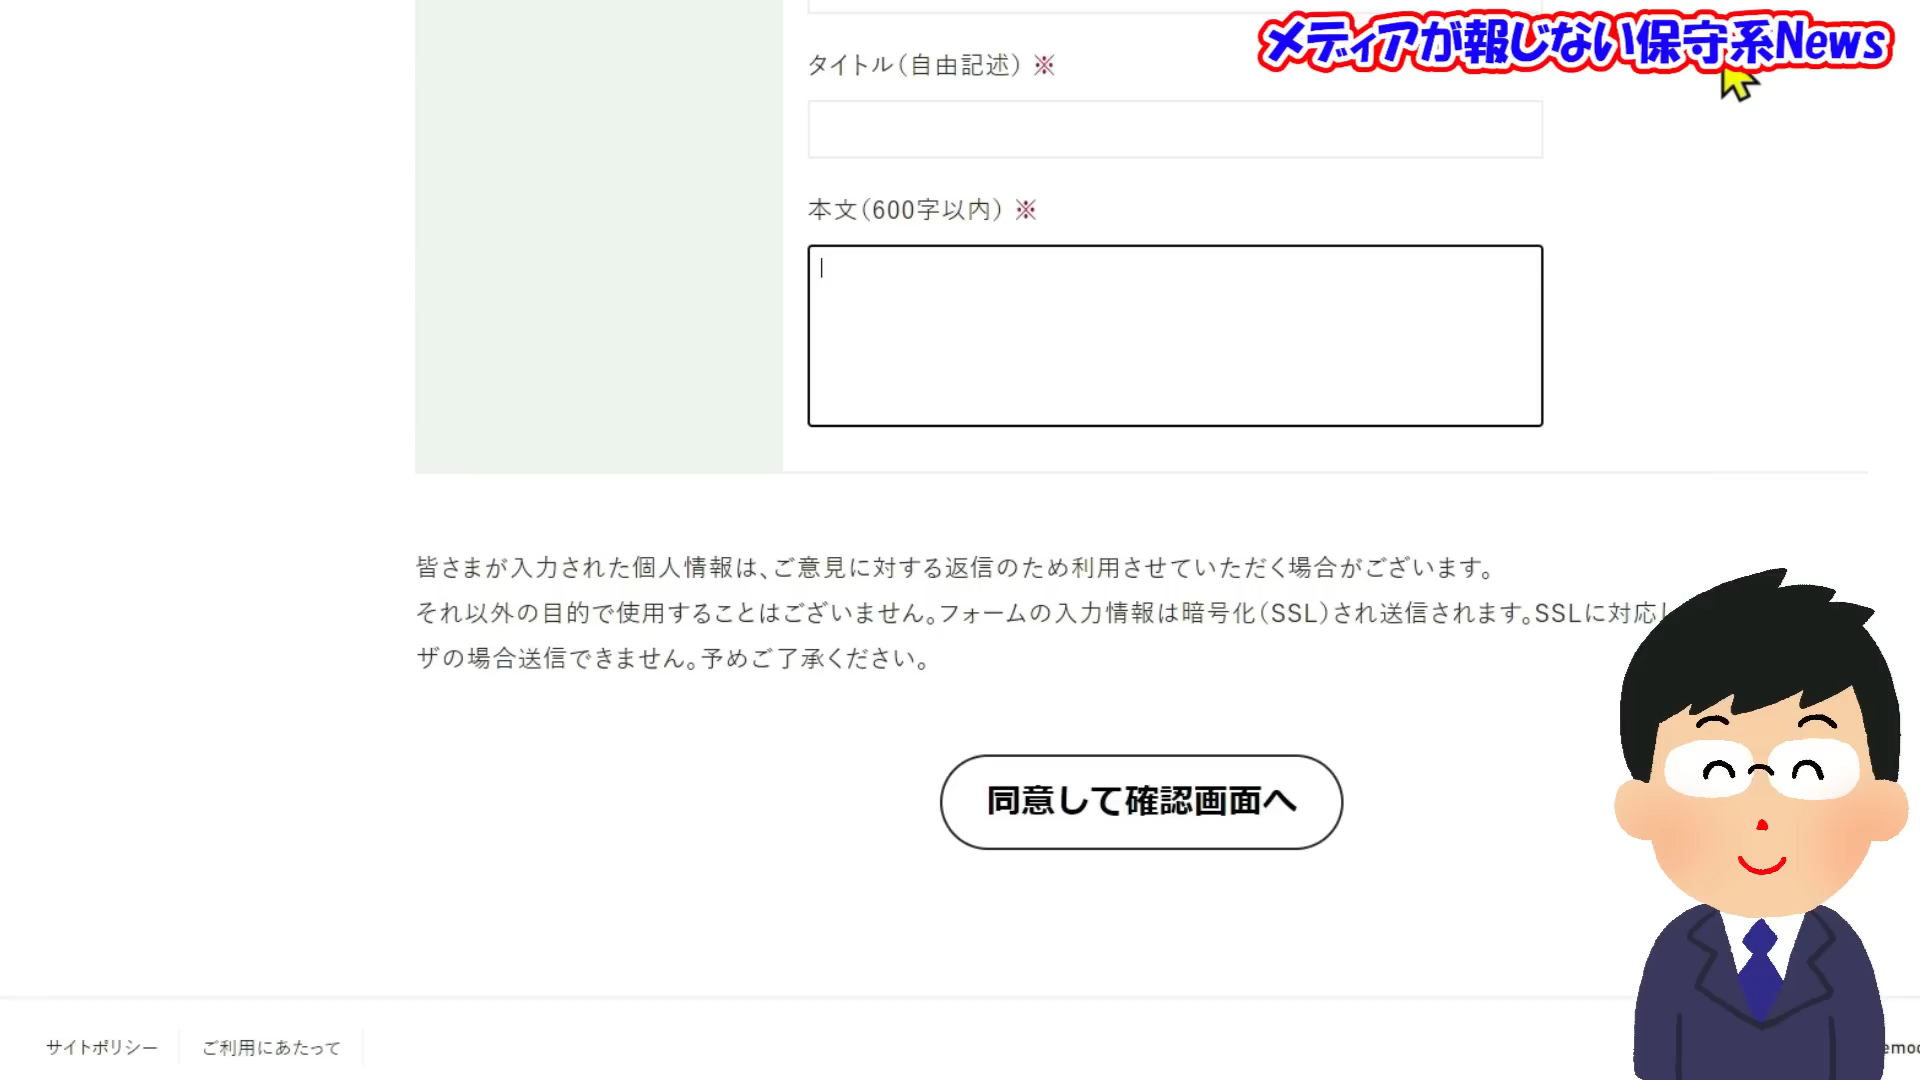 メディアが報じない保守系News
タイトル(自由記述) ※
本文(600字以内) ※
皆さまが入力された個人情報は、ご意見に対する返信のため利用させていただく場合がございます。
それ以外の目的で使用することはございません。フォームの入力情報は暗号化(SSL)され送信されます。SSLに対応し
ザの場合送信できません。予めご了承ください。
同意して確認画面へ
サイトポリシー
ご利用にあたって